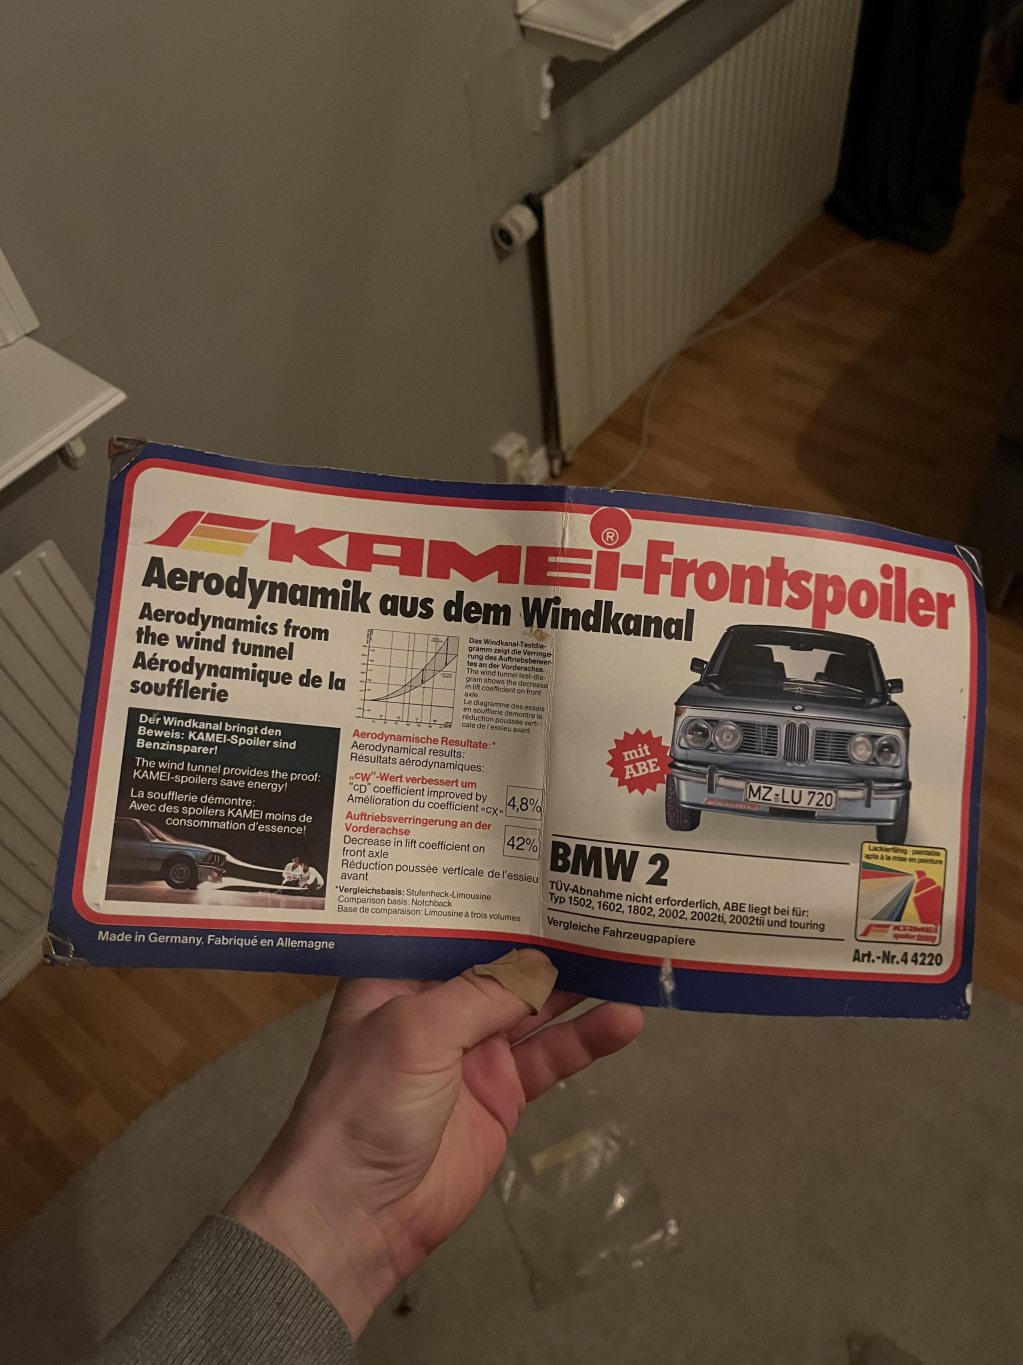 KAMEI®-Frontspoiler
Aerodynamik aus dem Windkanal
Aerodynamics from
the wind tunnel
Aérodynamique de la
soufflerie
Das Windkanal-Testdia-
gramm zeigt die Verringe-
rung des Auftriebsbeiwer-
tes an der Vorderachse.
The wind tunnel test-dia-
gram shows the decrease
in lift coefficient on front
axle.
Le diagramme des essais
en soufflerie démontre la
réduction poussée verti-
cale de l'essieu avant.
Der Windkanal bringt den
Beweis: KAMEI-Spoiler sind
Benzinsparer!
The wind tunnel provides the proof:
KAMEI-spoilers save energy!
La soufflerie démontre:
Avec des spoilers KAMEI moins de
consommation d'essence!
Aerodynamische Resultate:*
Aerodynamical results:
Résultats aérodynamiques:
„cW"-Wert verbessert um
"CD" coefficient improved by
Amélioration du coefficient «CX»
4,8%
Auftriebsverringerung an der
Vorderachse
Decrease in lift coefficient on
front axle
Réduction poussée verticale de l'essieu
avant
42%
*Vergleichsbasis: Stufenheck-Limousine
Comparison basis: Notchback
Base de comparaison: Limousine à trois volumes
mit
ABE
MZ-LU 720
BMW 2
TÜV-Abnahme nicht erforderlich, ABE liegt bei für:
Typ 1502, 1602, 1802, 2002, 2002ti, 2002tii und touring
Vergleiche Fahrzeugpapiere
Lackierfähig · paintable
apte à la mise en peinture
KAMEI
Art.-Nr. 4 4220
Made in Germany, Fabriqué en Allemagne